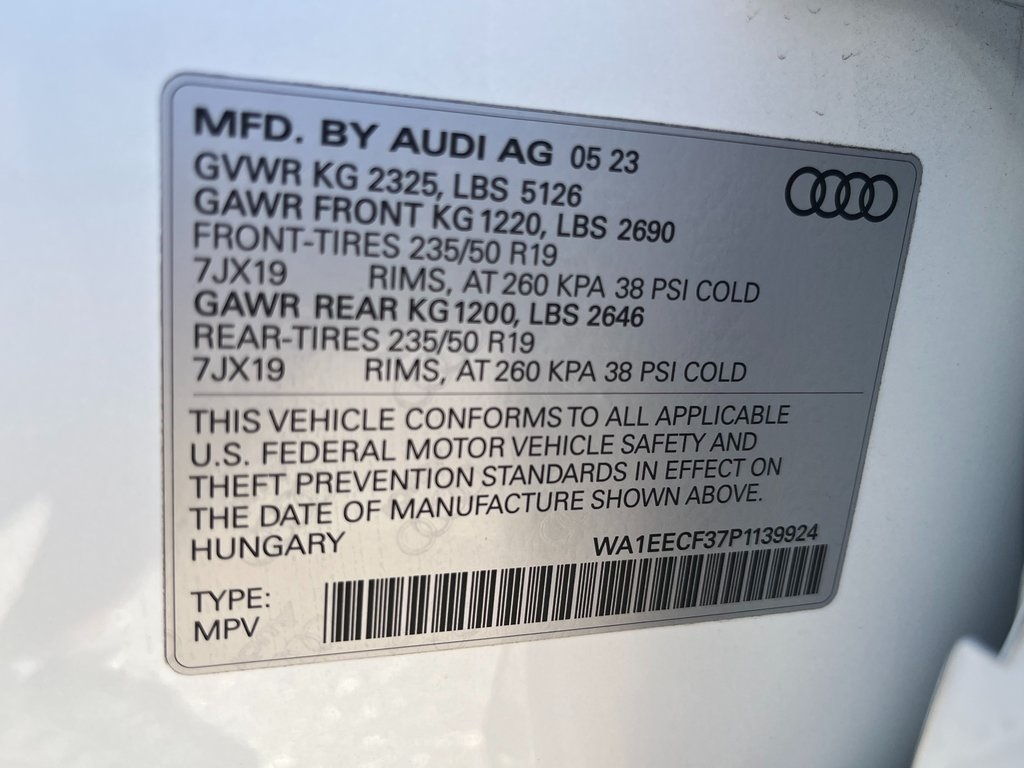 MFD. BY AUDI AG 05 23
GVWR KG 2325, LBS 5126
GAWR FRONT KG 1220, LBS 2690
FRONT-TIRES 235/50 R19
7JX19 RIMS, AT 260 KPA 38 PSI COLD
GAWR REAR KG 1200, LBS 2646
REAR-TIRES 235/50 R19
7JX19 RIMS, AT 260 KPA 38 PSI COLD
THIS VEHICLE CONFORMS TO ALL APPLICABLE
U.S. FEDERAL MOTOR VEHICLE SAFETY AND
THEFT PREVENTION STANDARDS IN EFFECT ON
THE DATE OF MANUFACTURE SHOWN ABOVE.
HUNGARY WA1EECF37P1139924
TYPE:
MPV